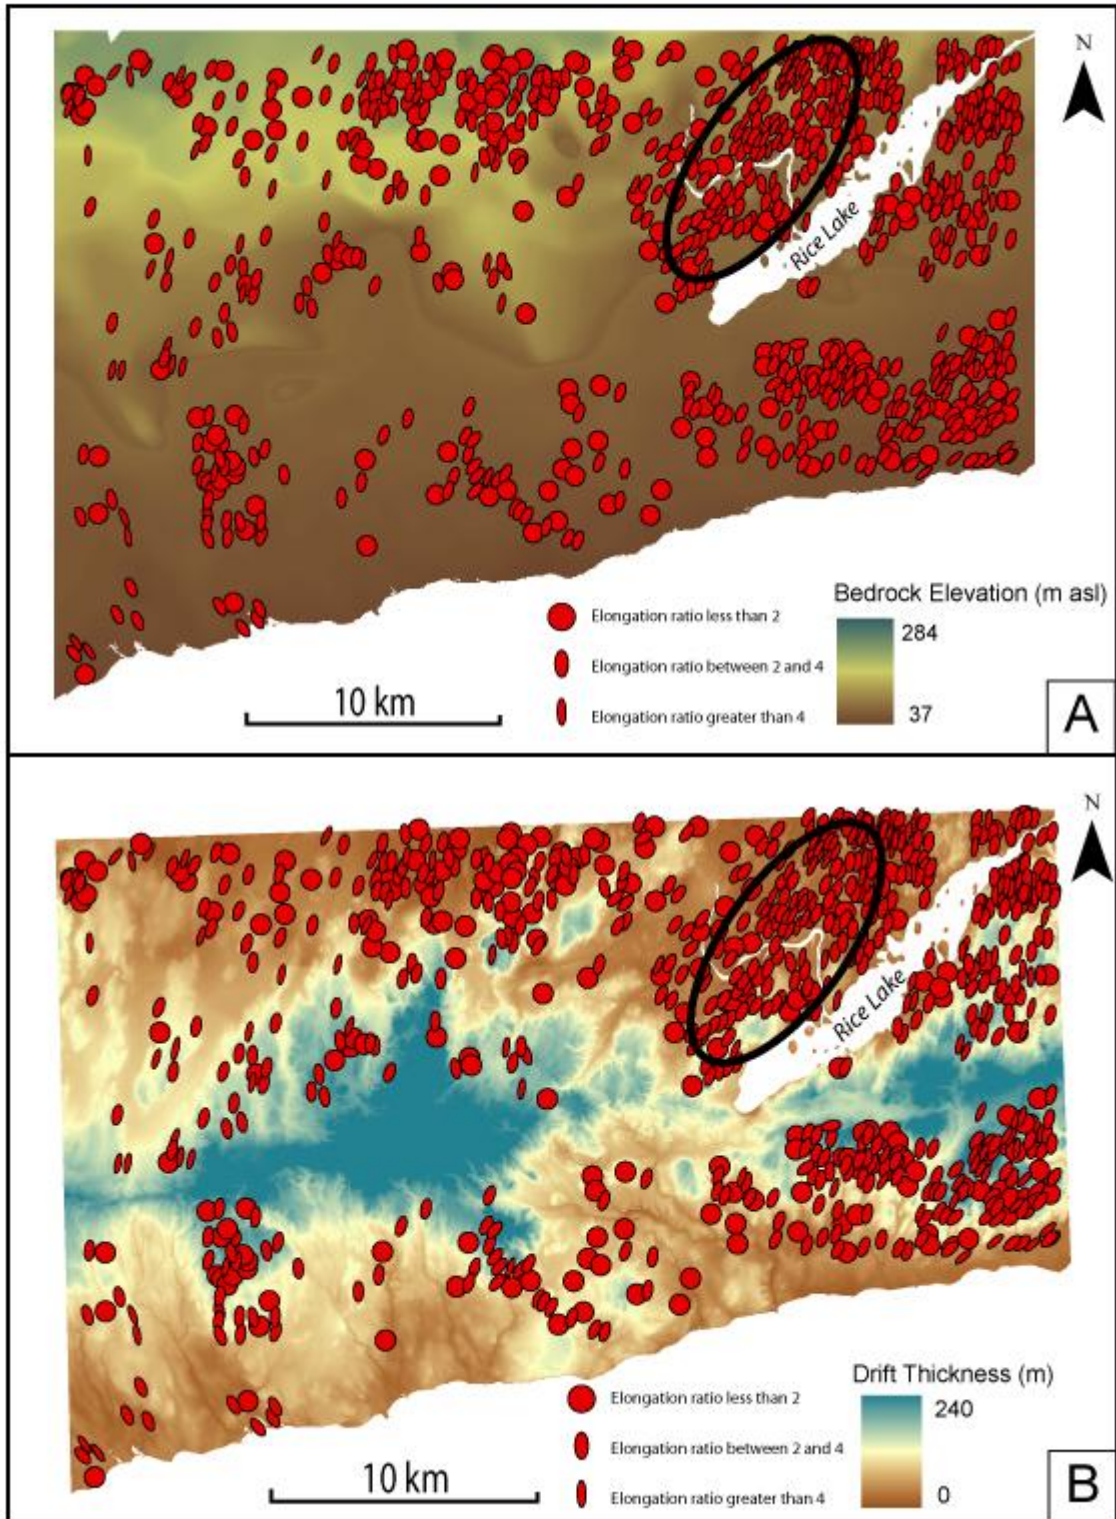 N
Rice Lake
Elongation ratio less than 2
Elongation ratio between 2 and 4
Elongation ratio greater than 4
Bedrock Elevation (m asl)
284
37
10 km
A
N
Rice Lake
Elongation ratio less than 2
Elongation ratio between 2 and 4
Elongation ratio greater than 4
Drift Thickness (m)
240
0
10 km
B